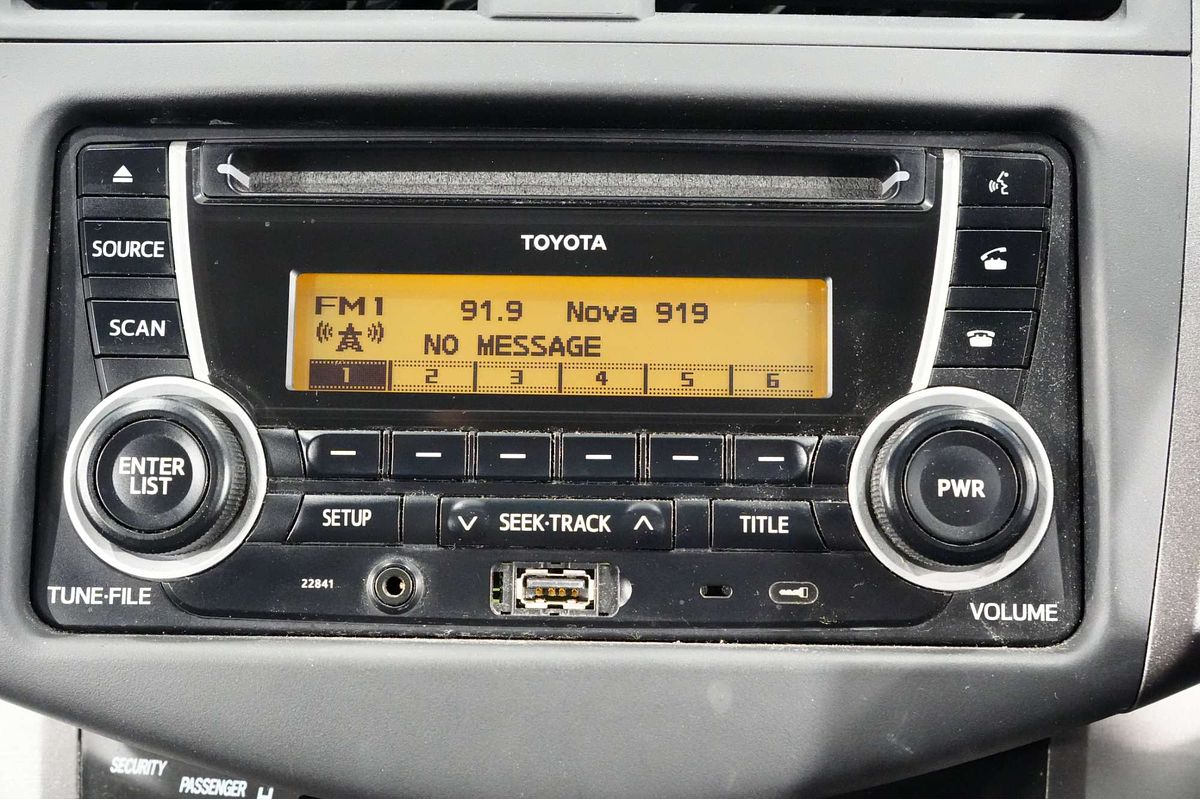 SOURCE
SCAN
TOYOTA
FM1 91.9 Nova 919
NO MESSAGE
1 2 3 4 5 6
ENTER
LIST
PWR
SETUP
SEEK·TRACK
TITLE
22841
TUNE·FILE
VOLUME
SECURITY
PASSENGER